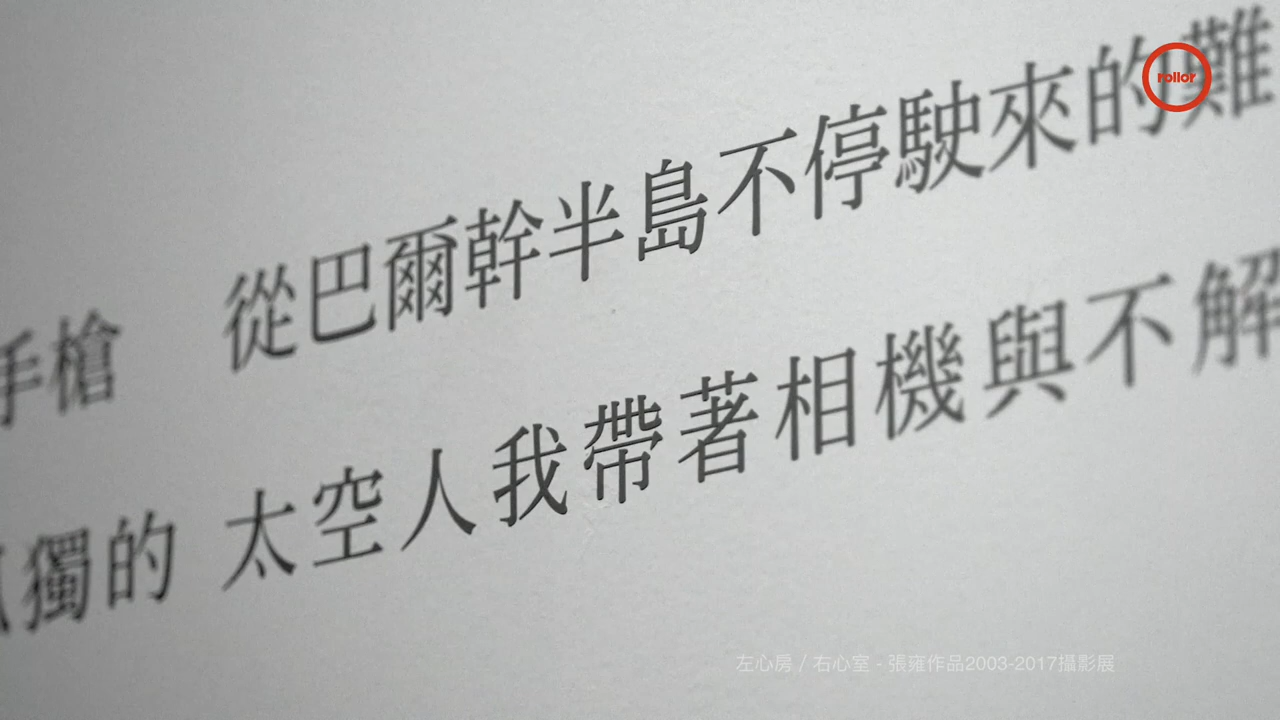 rollor
手槍　從巴爾幹半島不停駛來的難
獨的 太空人我帶著相機與不解
左心房 / 右心室 - 張雍作品2003-2017攝影展